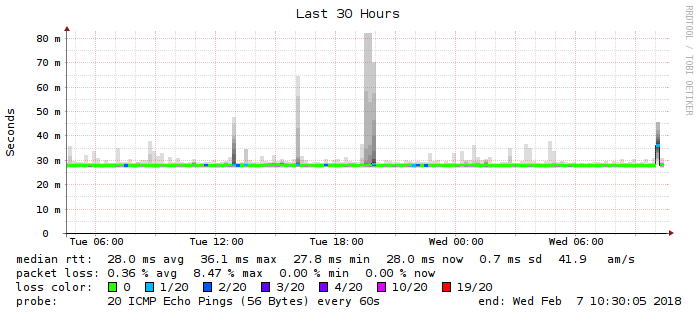 Last 30 Hours
RRDTOOL / TOBI OETIKER
Seconds
80 m
70 m
60 m
50 m
40 m
30 m
20 m
10 m
0
Tue 06:00 Tue 12:00 Tue 18:00 Wed 00:00 Wed 06:00
median rtt: 28.0 ms avg 36.1 ms max 27.8 ms min 28.0 ms now 0.7 ms sd 41.9 am/s
packet loss: 0.36 % avg 8.47 % max 0.00 % min 0.00 % now
loss color: 0 1/20 2/20 3/20 4/20 10/20 19/20
probe: 20 ICMP Echo Pings (56 Bytes) every 60s end: Wed Feb 7 10:30:05 2018